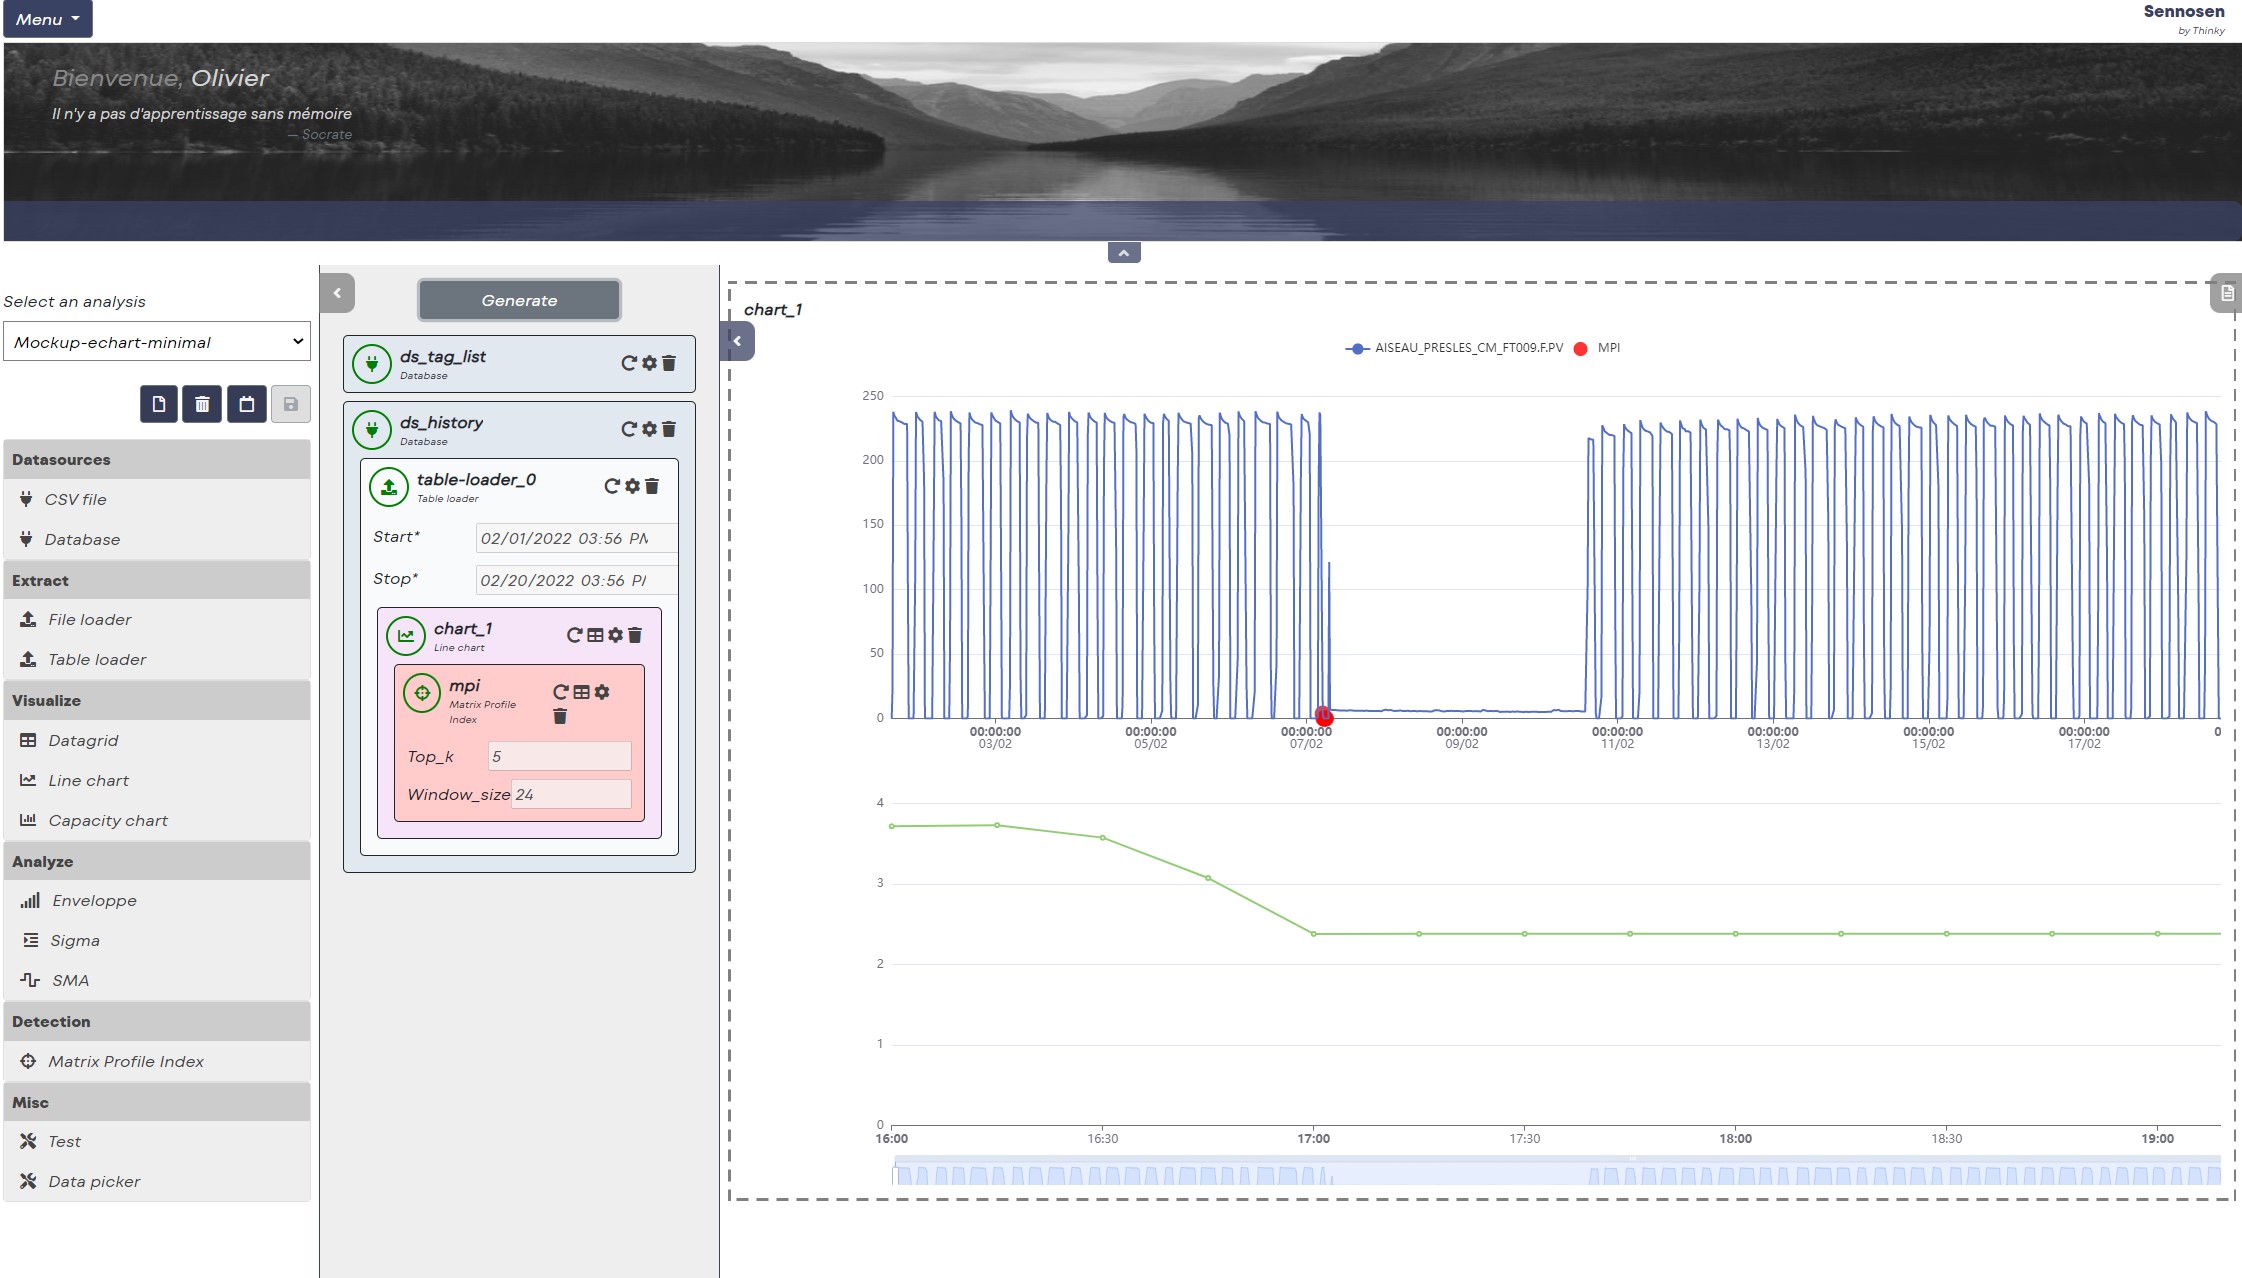 Menu
Sennosen
by Thinky
Bienvenue, Olivier
Il n'y a pas d'apprentissage sans mémoire
— Socrate
Select an analysis
Mockup-echart-minimal
Datasources
CSV file
Database
Extract
File loader
Table loader
Visualize
Datagrid
Line chart
Capacity chart
Analyze
Enveloppe
Sigma
SMA
Detection
Matrix Profile Index
Misc
Test
Data picker
Generate
ds_tag_list
Database
ds_history
Database
table-loader_0
Table loader
Start* 02/01/2022 03:56 PM
Stop* 02/20/2022 03:56 P
chart_1
Line chart
mpi
Matrix Profile
Index
Top_k 5
Window_size 24
chart_1
AISEAU_PRESLES_CM_FT009.F.PV MPI
250
200
150
100
50
0
00:00:00 00:00:00 00:00:00 00:00:00 00:00:00 00:00:00 00:00:00 00:00:00 0
03/02 05/02 07/02 09/02 11/02 13/02 15/02 17/02
4
3
2
1
0
16:00 16:30 17:00 17:30 18:00 18:30 19:00